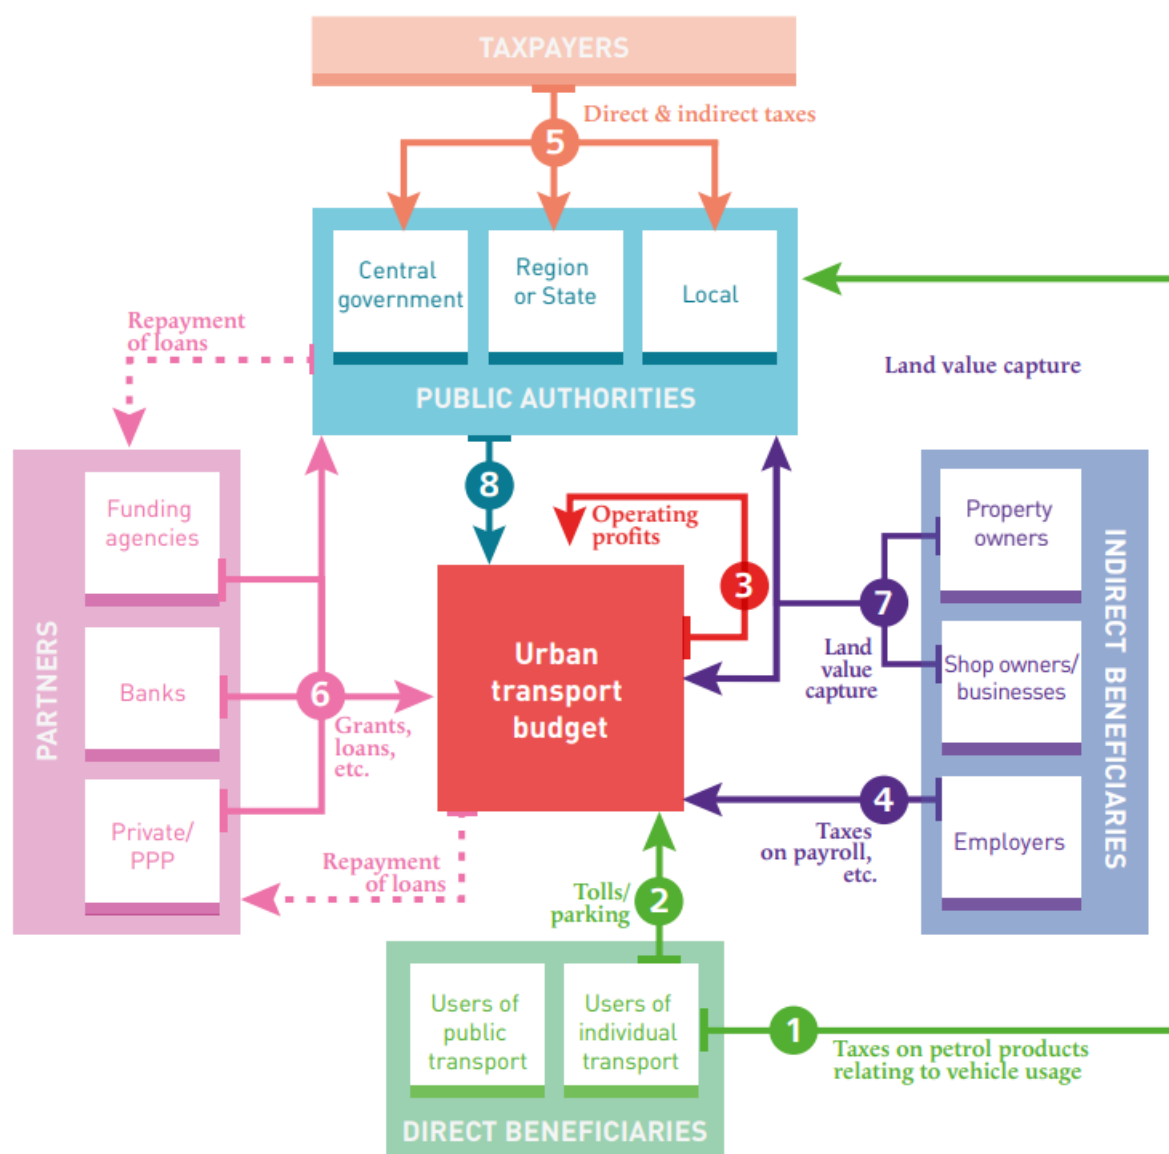 TAXPAYERS
Direct & indirect taxes
5
Central
government
Region
or State
Local
PUBLIC AUTHORITIES
Repayment
of loans
Land value capture
8
Funding
agencies
Banks
Private/
PPP
PARTNERS
6
Grants,
loans,
etc.
Operating
profits
3
Urban
transport
budget
7
Land
value
capture
Property
owners
Shop owners/
businesses
Employers
INDIRECT BENEFICIARIES
4
Taxes
on payroll,
etc.
Repayment
of loans
Tolls/
parking
2
Users of
public
transport
Users of
individual
transport
1
Taxes on petrol products
relating to vehicle usage
DIRECT BENEFICIARIES